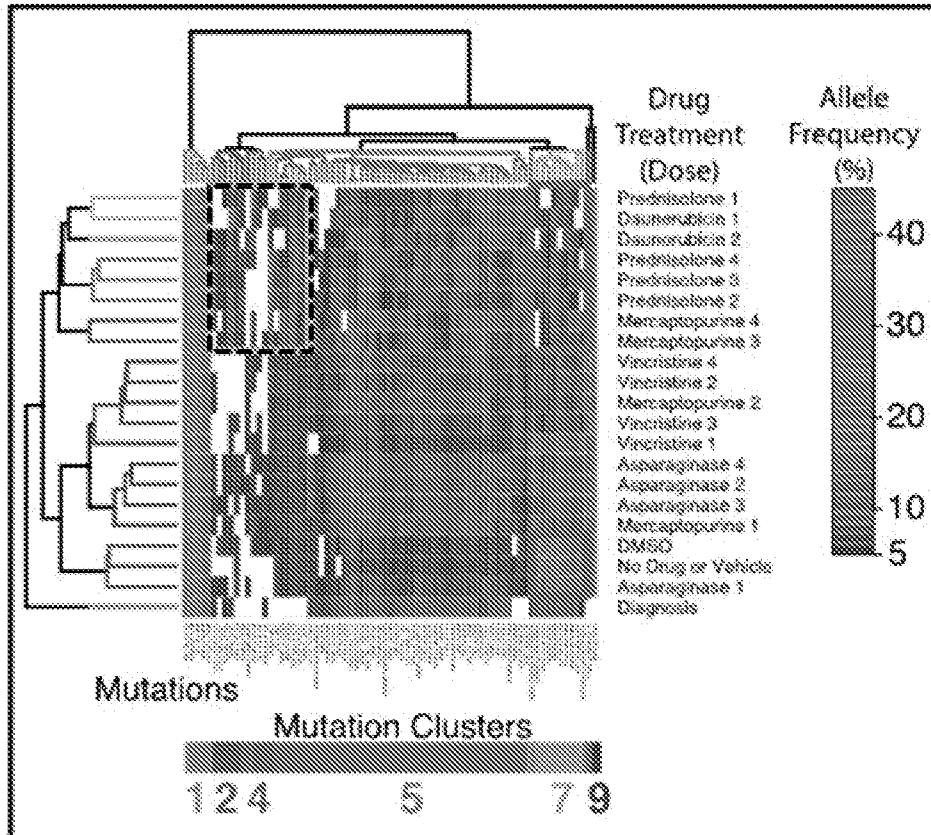 Drug
Treatment
(Dose)
Allele
Frequency
(%)
Prednisolone 1
Daunorubicin 1
Daunorubicin 2
Prednisolone 4
Prednisolone 3
Prednisolone 2
Mercaptopurine 4
Mercaptopurine 3
Vincristine 4
Vincristine 2
Mercaptopurine 2
Vincristine 3
Vincristine 1
Asparaginase 4
Asparaginase 2
Asparaginase 3
Mercaptopurine 1
DMSO
No Drug or Vehicle
Asparaginase 1
Diagnosis
40
30
20
10
5
Mutations
Mutation Clusters
1 2 4 5 7 9